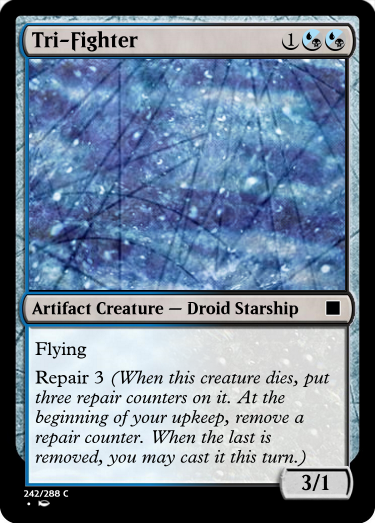 Tri-Fighter 1
Artifact Creature — Droid Starship
Flying
Repair 3 (When this creature dies, put
three repair counters on it. At the
beginning of your upkeep, remove a
repair counter. When the last is
removed, you may cast it this turn.)
3/1
242/288 C